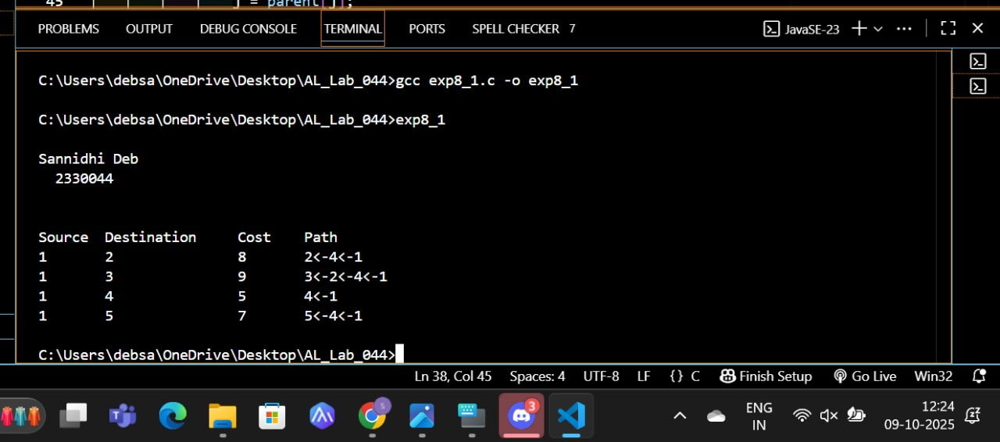 45 j = parent[j];
PROBLEMS OUTPUT DEBUG CONSOLE TERMINAL PORTS SPELL CHECKER 7 JavaSE-23
C:\Users\debsa\OneDrive\Desktop\AL_Lab_044>gcc exp8_1.c -o exp8_1
C:\Users\debsa\OneDrive\Desktop\AL_Lab_044>exp8_1
Sannidhi Deb
2330044
Source Destination Cost Path
1 2 8 2<-4<-1
1 3 9 3<-2<-4<-1
1 4 5 4<-1
1 5 7 5<-4<-1
C:\Users\debsa\OneDrive\Desktop\AL_Lab_044>
Ln 38, Col 45 Spaces: 4 UTF-8 LF {} C Finish Setup Go Live Win32
3
ENG 12:24
IN 09-10-2025